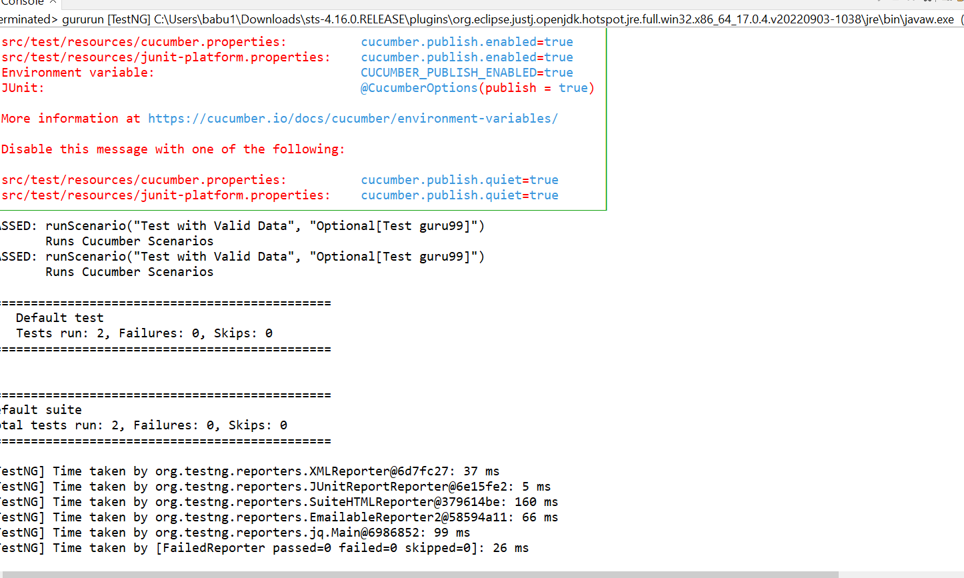 Console
erminated> gururun [TestNG] C:\Users\babu1\Downloads\sts-4.16.0.RELEASE\plugins\org.eclipse.justj.openjdk.hotspot.jre.full.win32.x86_64_17.0.4.v20220903-1038\jre\bin\javaw.exe (
src/test/resources/cucumber.properties: cucumber.publish.enabled=true
src/test/resources/junit-platform.properties: cucumber.publish.enabled=true
Environment variable: CUCUMBER_PUBLISH_ENABLED=true
JUnit: @CucumberOptions(publish = true)
More information at https://cucumber.io/docs/cucumber/environment-variables/
Disable this message with one of the following:
src/test/resources/cucumber.properties: cucumber.publish.quiet=true
src/test/resources/junit-platform.properties: cucumber.publish.quiet=true
ASSED: runScenario("Test with Valid Data", "Optional[Test guru99]")
Runs Cucumber Scenarios
ASSED: runScenario("Test with Valid Data", "Optional[Test guru99]")
Runs Cucumber Scenarios
===========================================
Default test
Tests run: 2, Failures: 0, Skips: 0
===========================================
===========================================
efault suite
otal tests run: 2, Failures: 0, Skips: 0
===========================================
TestNG] Time taken by org.testng.reporters.XMLReporter@6d7fc27: 37 ms
TestNG] Time taken by org.testng.reporters.JUnitReportReporter@6e15fe2: 5 ms
TestNG] Time taken by org.testng.reporters.SuiteHTMLReporter@379614be: 160 ms
TestNG] Time taken by org.testng.reporters.EmailableReporter2@58594a11: 66 ms
TestNG] Time taken by org.testng.reporters.jq.Main@6986852: 99 ms
TestNG] Time taken by [FailedReporter passed=0 failed=0 skipped=0]: 26 ms